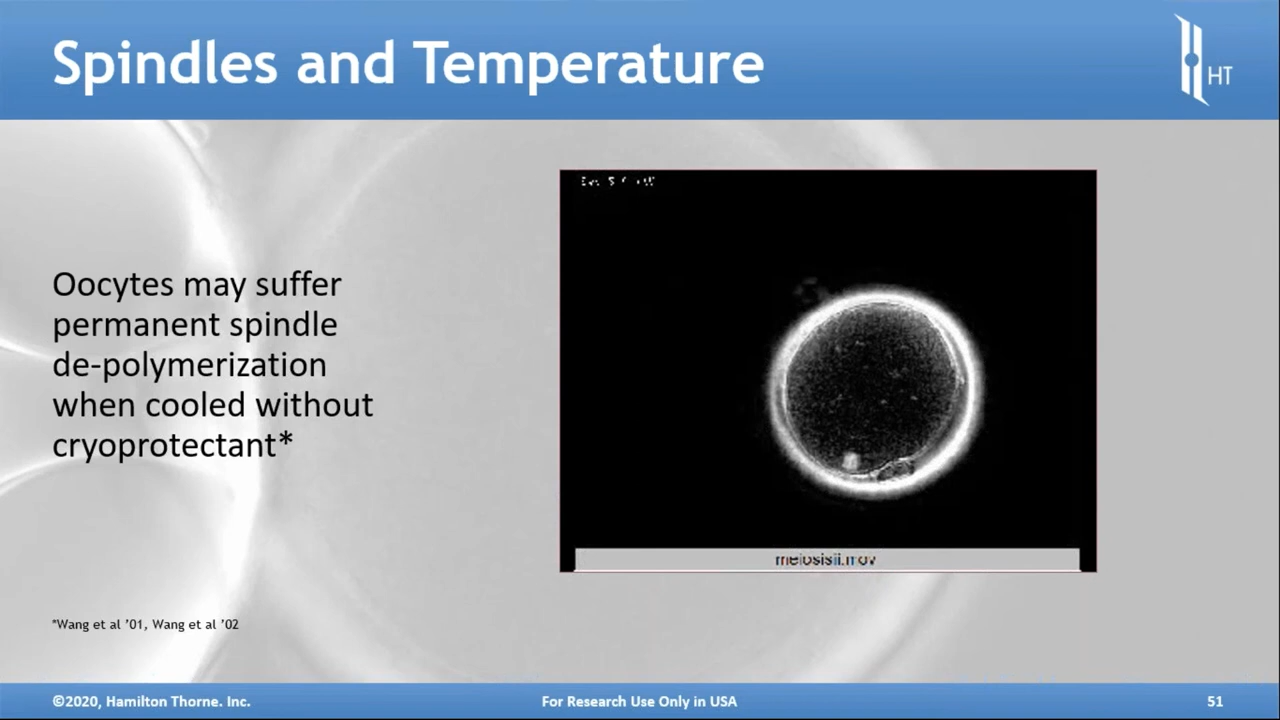 Spindles and Temperature
HT
Oocytes may suffer
permanent spindle
de-polymerization
when cooled without
cryoprotectant*
meiosisii.mov
*Wang et al ’01, Wang et al ’02
©2020, Hamilton Thorne. Inc.
For Research Use Only in USA
51